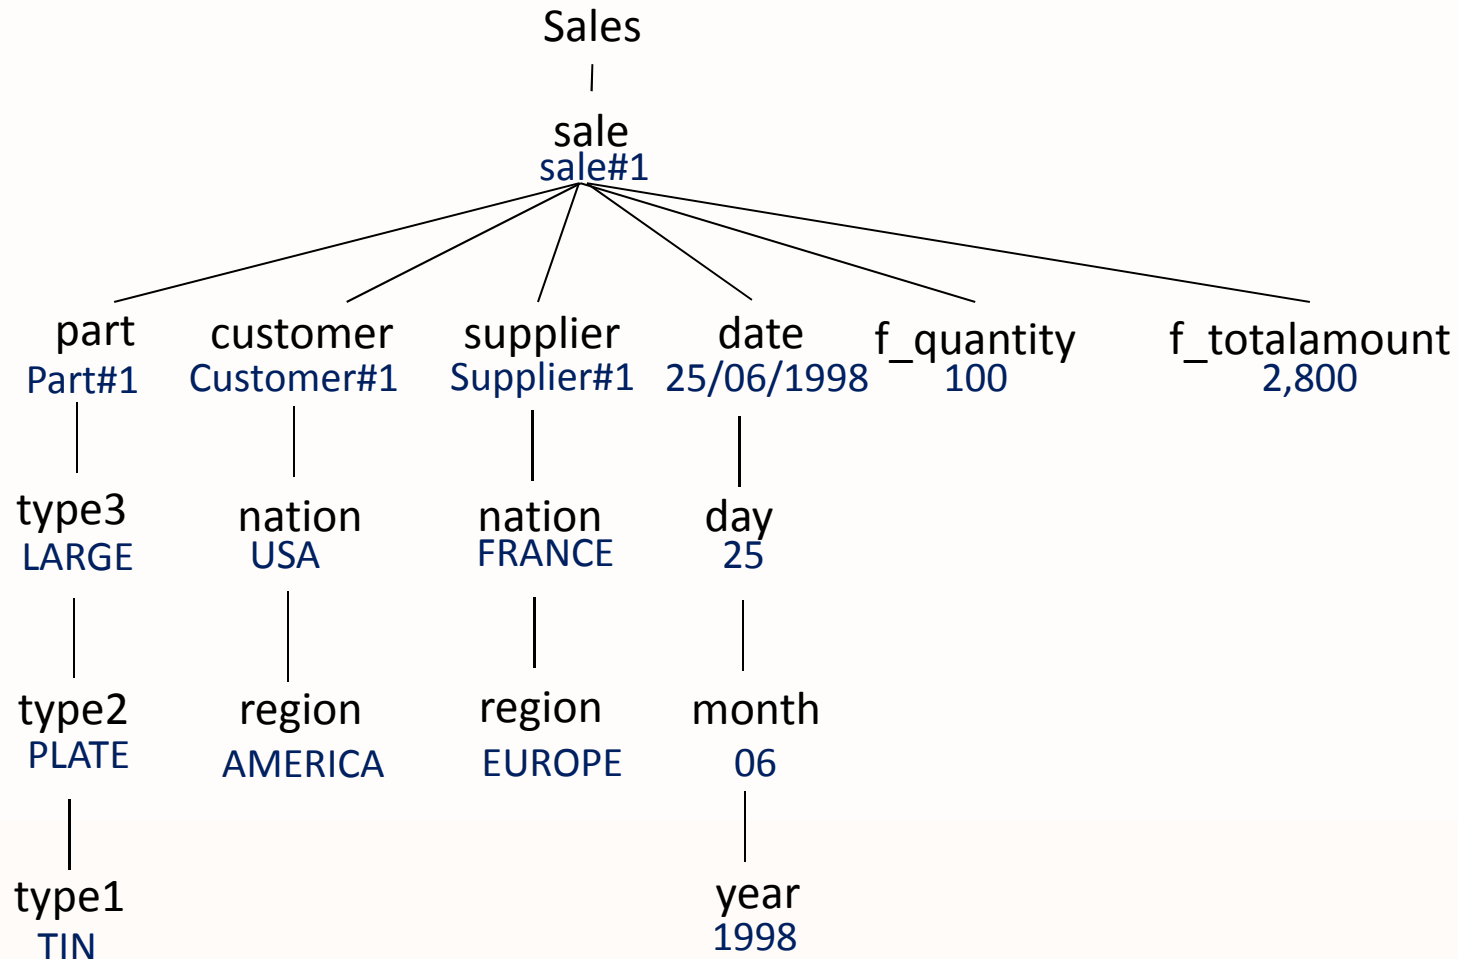 Sales
sale
sale#1
part customer supplier date f_quantity f_totalamount
Part#1 Customer#1 Supplier#1 25/06/1998 100 2,800
type3 nation nation day
LARGE USA FRANCE 25
type2 region region month
PLATE AMERICA EUROPE 06
type1 year
TIN 1998